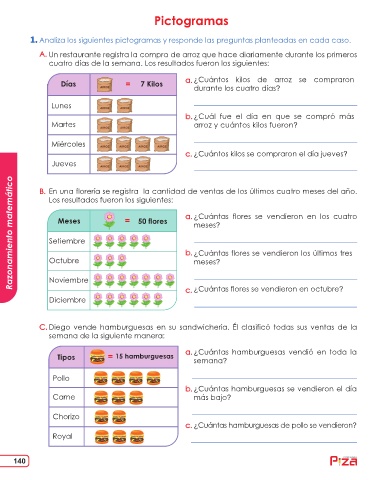 Pictogramas
1. Analiza los siguientes pictogramas y responde las preguntas planteadas en cada caso.
A. Un restaurante registra la compra de arroz que hace diariamente durante los primeros
cuatro días de la semana. Los resultados fueron los siguientes:
Días = 7 Kilos
Lunes
Martes
Miércoles
Jueves
a. ¿Cuántos kilos de arroz se compraron
durante los cuatro días?
b. ¿Cuál fue el día en que se compró más
arroz y cuántos kilos fueron?
c. ¿Cuántos kilos se compraron el día jueves?
B. En una florería se registra la cantidad de ventas de los últimos cuatro meses del año.
Los resultados fueron los siguientes:
Meses = 50 flores
Setiembre
Octubre
Noviembre
Diciembre
a. ¿Cuántas flores se vendieron en los cuatro
meses?
b. ¿Cuántas flores se vendieron los últimos tres
meses?
c. ¿Cuántas flores se vendieron en octubre?
C. Diego vende hamburguesas en su sandwichería. Él clasificó todas sus ventas de la
semana de la siguiente manera:
Tipos = 15 hamburguesas
Pollo
Carne
Chorizo
Royal
a. ¿Cuántas hamburguesas vendió en toda la
semana?
b. ¿Cuántas hamburguesas se vendieron el día
más bajo?
c. ¿Cuántas hamburguesas de pollo se vendieron?
Razonamiento matemático
140